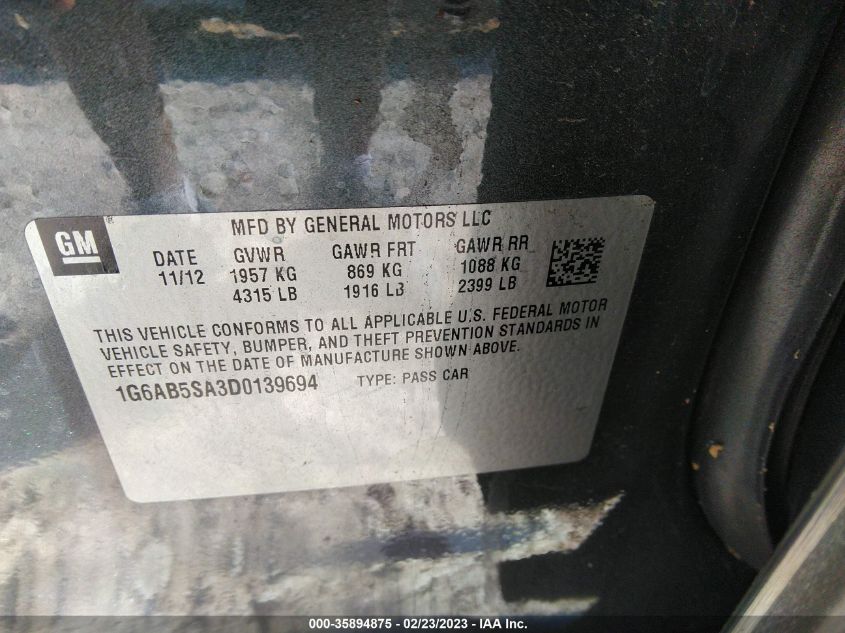 GM
MFD BY GENERAL MOTORS LLC
DATE GVWR GAWR FRT GAWR RR
11/12 1957 KG 869 KG 1088 KG
4315 LB 1916 LB 2399 LB
THIS VEHICLE CONFORMS TO ALL APPLICABLE U.S. FEDERAL MOTOR
VEHICLE SAFETY, BUMPER, AND THEFT PREVENTION STANDARDS IN
EFFECT ON THE DATE OF MANUFACTURE SHOWN ABOVE.
1G6AB5SA3D0139694 TYPE: PASS CAR
000-35894875 - 02/23/2023 - IAA Inc.